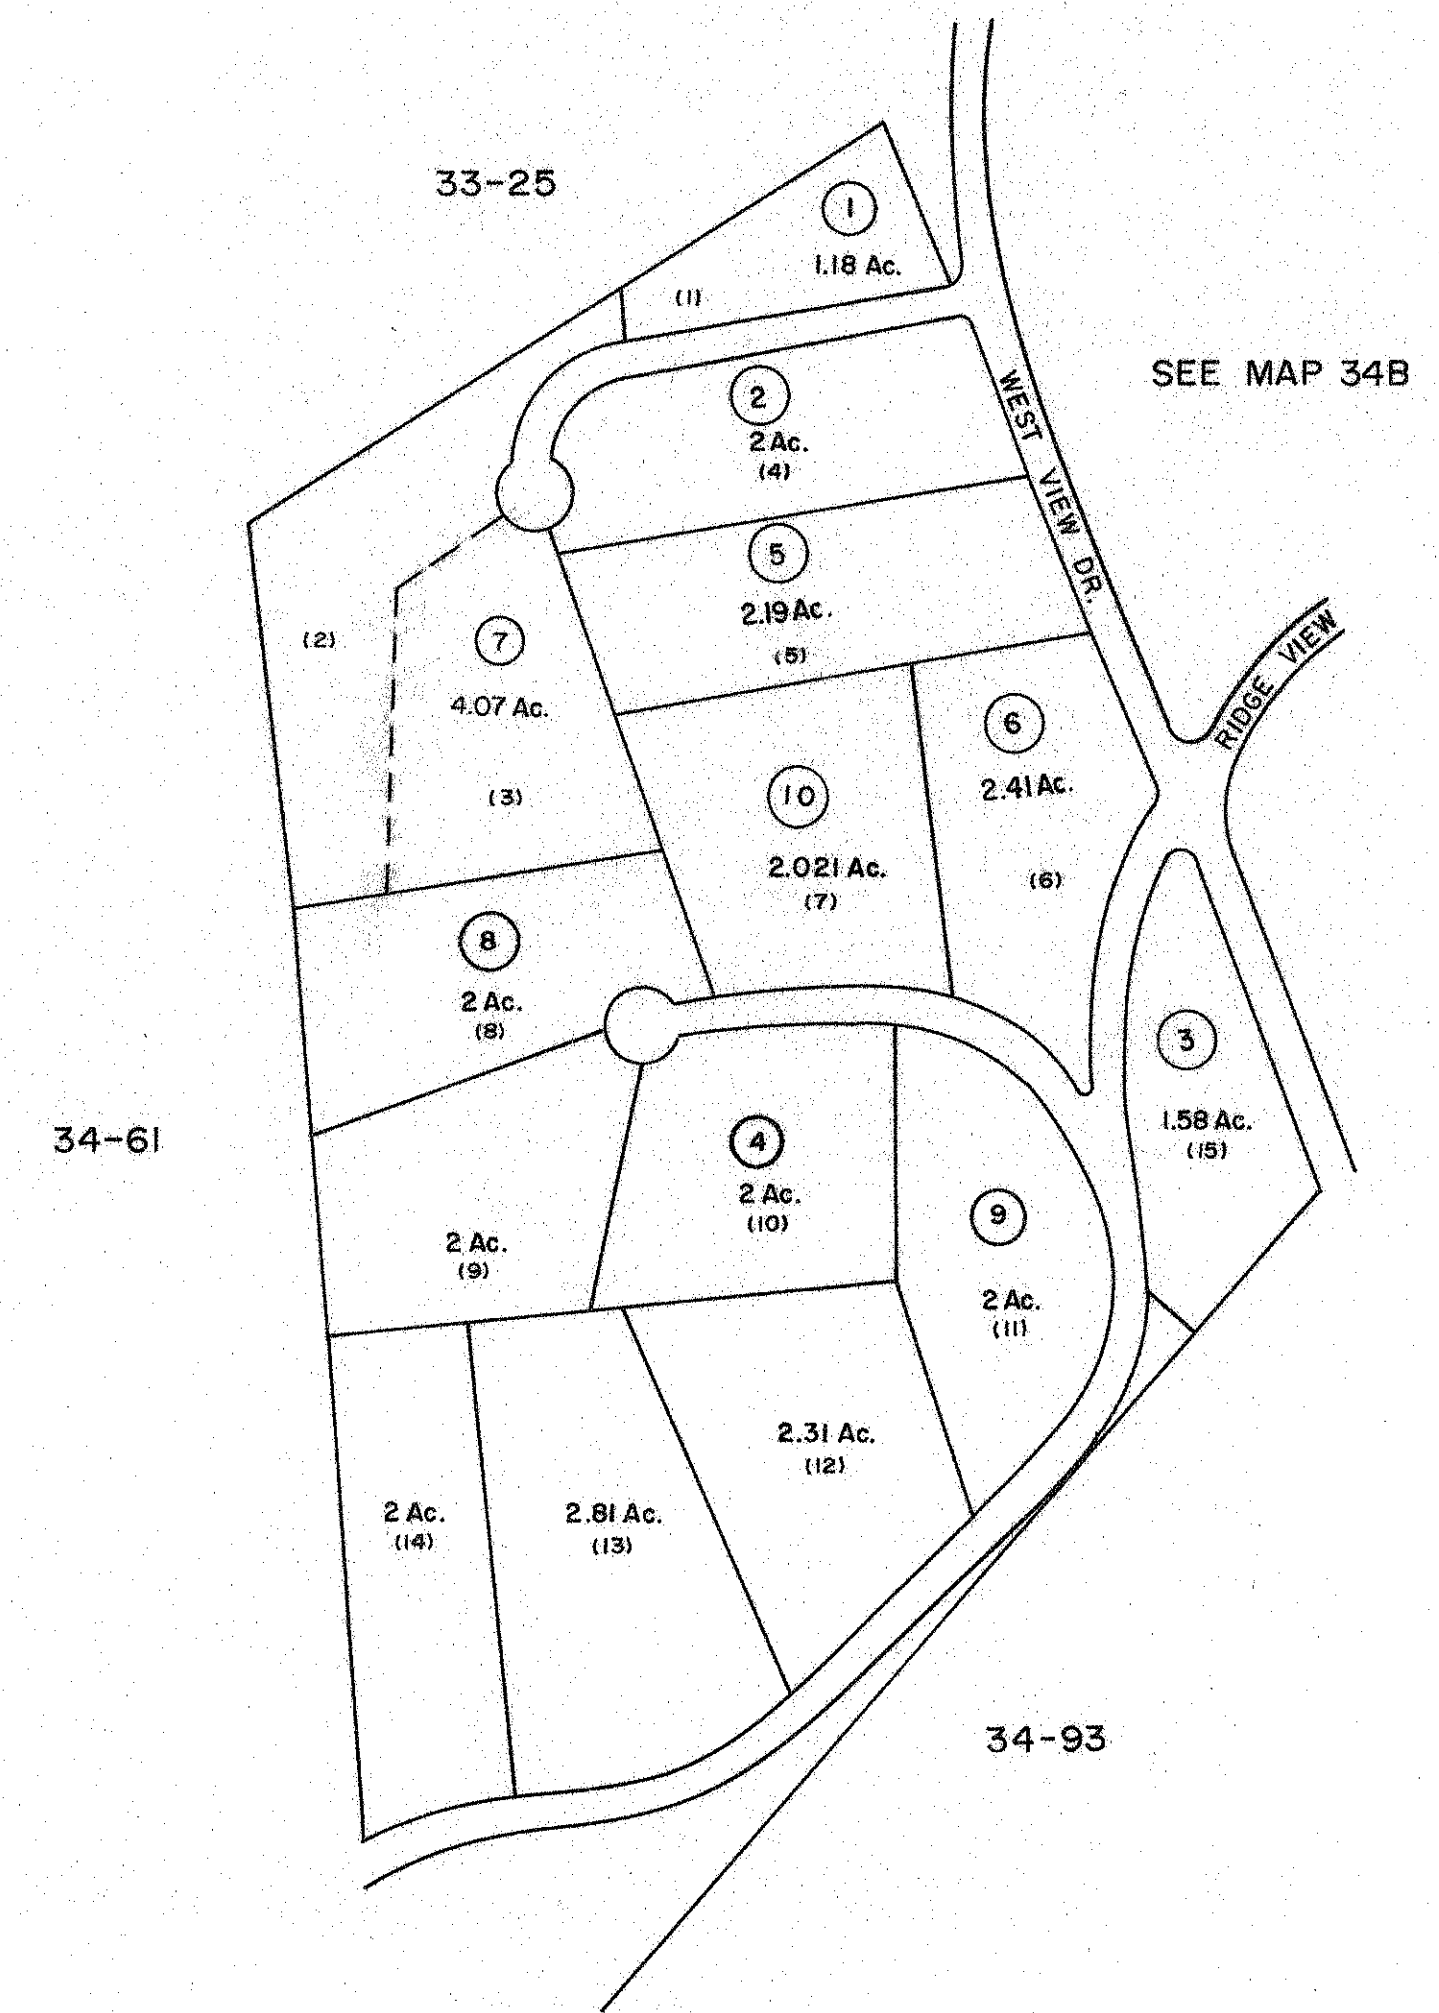 33-25
1
1.18 Ac.
(1)
SEE MAP 34B
2
2 Ac.
(4)
WEST VIEW DR.
5
2.19 Ac.
(5)
RIDGE VIEW
(2)
7
4.07 Ac.
(3)
6
2.41 Ac.
(6)
10
2.021 Ac.
(7)
8
2 Ac.
(8)
3
1.58 Ac.
(15)
34-61
4
2 Ac.
(10)
9
2 Ac.
(11)
2 Ac.
(9)
2.31 Ac.
(12)
2 Ac.
(14)
2.81 Ac.
(13)
34-93